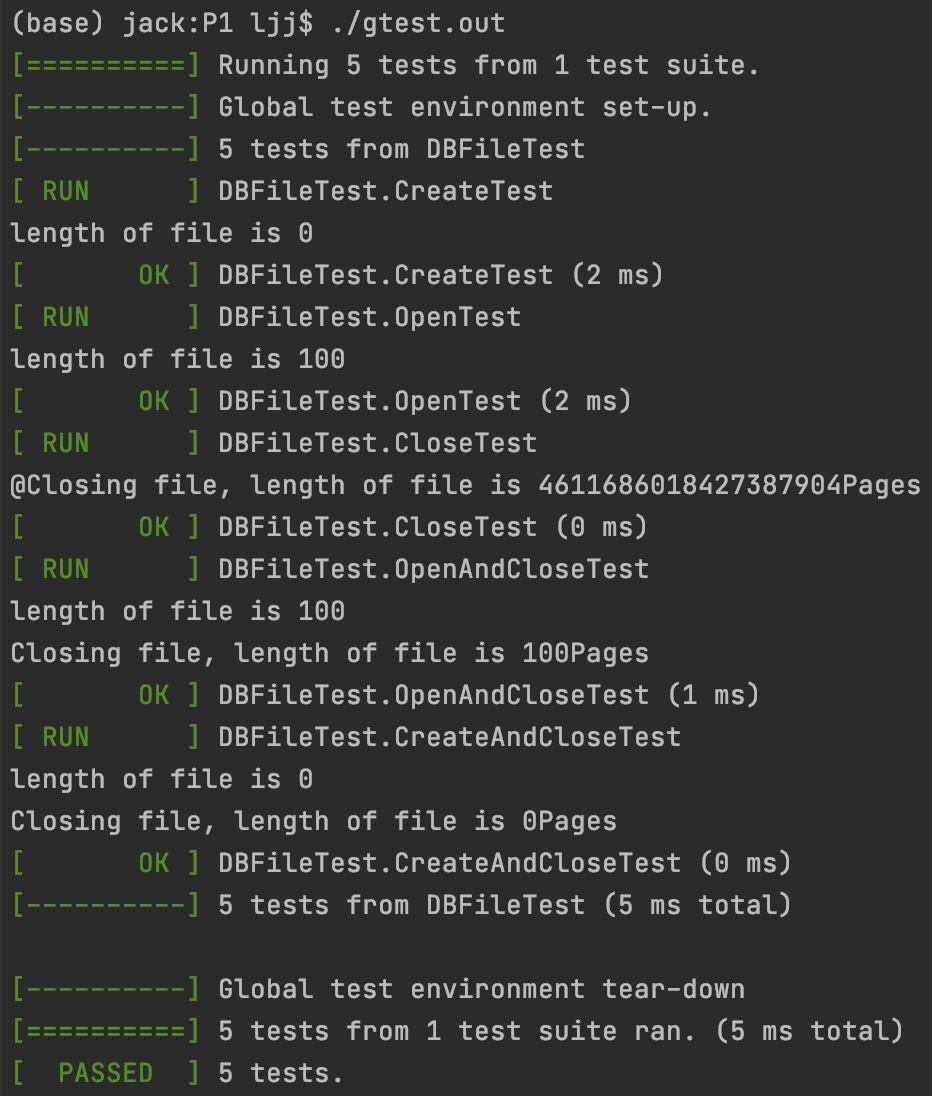 (base) jack:P1 ljj$ ./gtest.out
[==========] Running 5 tests from 1 test suite.
[----------] Global test environment set-up.
[----------] 5 tests from DBFileTest
[ RUN      ] DBFileTest.CreateTest
length of file is 0
[       OK ] DBFileTest.CreateTest (2 ms)
[ RUN      ] DBFileTest.OpenTest
length of file is 100
[       OK ] DBFileTest.OpenTest (2 ms)
[ RUN      ] DBFileTest.CloseTest
@Closing file, length of file is 4611686018427387904Pages
[       OK ] DBFileTest.CloseTest (0 ms)
[ RUN      ] DBFileTest.OpenAndCloseTest
length of file is 100
Closing file, length of file is 100Pages
[       OK ] DBFileTest.OpenAndCloseTest (1 ms)
[ RUN      ] DBFileTest.CreateAndCloseTest
length of file is 0
Closing file, length of file is 0Pages
[       OK ] DBFileTest.CreateAndCloseTest (0 ms)
[----------] 5 tests from DBFileTest (5 ms total)

[----------] Global test environment tear-down
[==========] 5 tests from 1 test suite ran. (5 ms total)
[  PASSED  ] 5 tests.